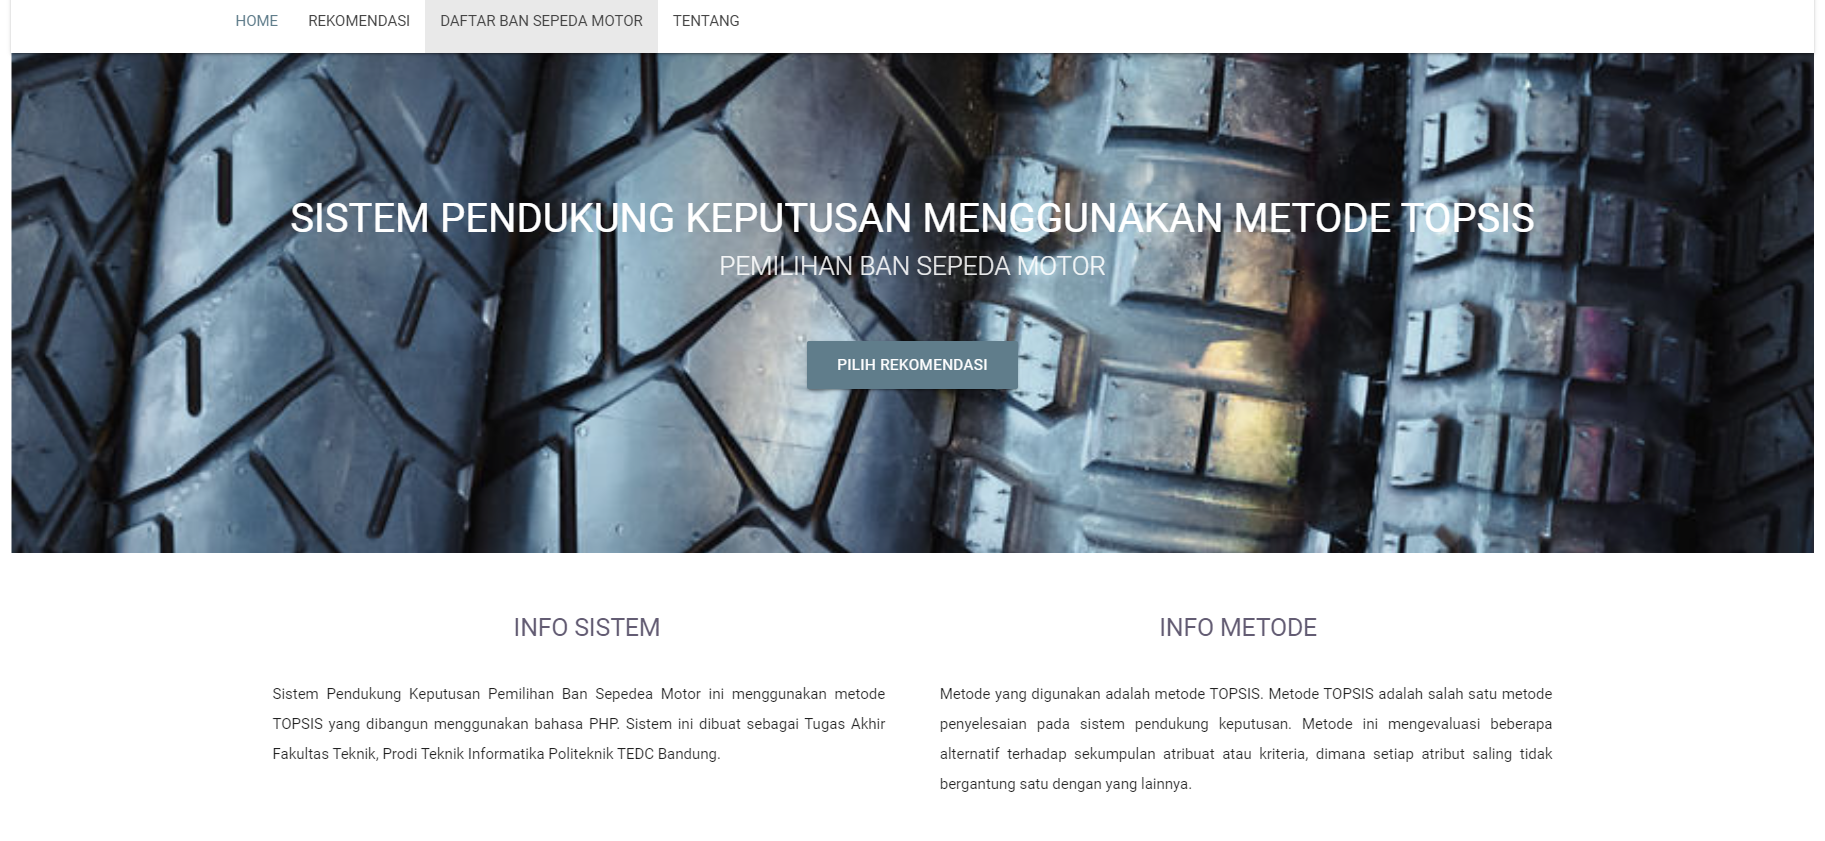 HOME REKOMENDASI DAFTAR BAN SEPEDA MOTOR TENTANG
SISTEM PENDUKUNG KEPUTUSAN MENGGUNAKAN METODE TOPSIS
PEMILIHAN BAN SEPEDA MOTOR
PILIH REKOMENDASI
INFO SISTEM
Sistem Pendukung Keputusan Pemilihan Ban Sepedea Motor ini menggunakan metode
TOPSIS yang dibangun menggunakan bahasa PHP. Sistem ini dibuat sebagai Tugas Akhir
Fakultas Teknik, Prodi Teknik Informatika Politeknik TEDC Bandung.
INFO METODE
Metode yang digunakan adalah metode TOPSIS. Metode TOPSIS adalah salah satu metode
penyelesaian pada sistem pendukung keputusan. Metode ini mengevaluasi beberapa
alternatif terhadap sekumpulan atribuat atau kriteria, dimana setiap atribut saling tidak
bergantung satu dengan yang lainnya.